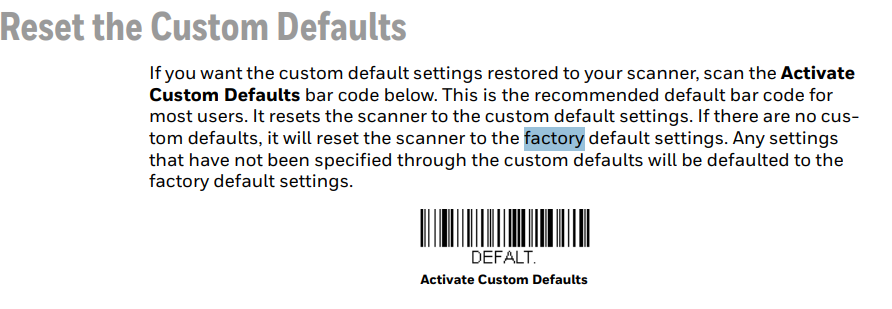 Reset the Custom Defaults
If you want the custom default settings restored to your scanner, scan the Activate
Custom Defaults bar code below. This is the recommended default bar code for
most users. It resets the scanner to the custom default settings. If there are no cus-
tom defaults, it will reset the scanner to the factory default settings. Any settings
that have not been specified through the custom defaults will be defaulted to the
factory default settings.
DEFALT.
Activate Custom Defaults